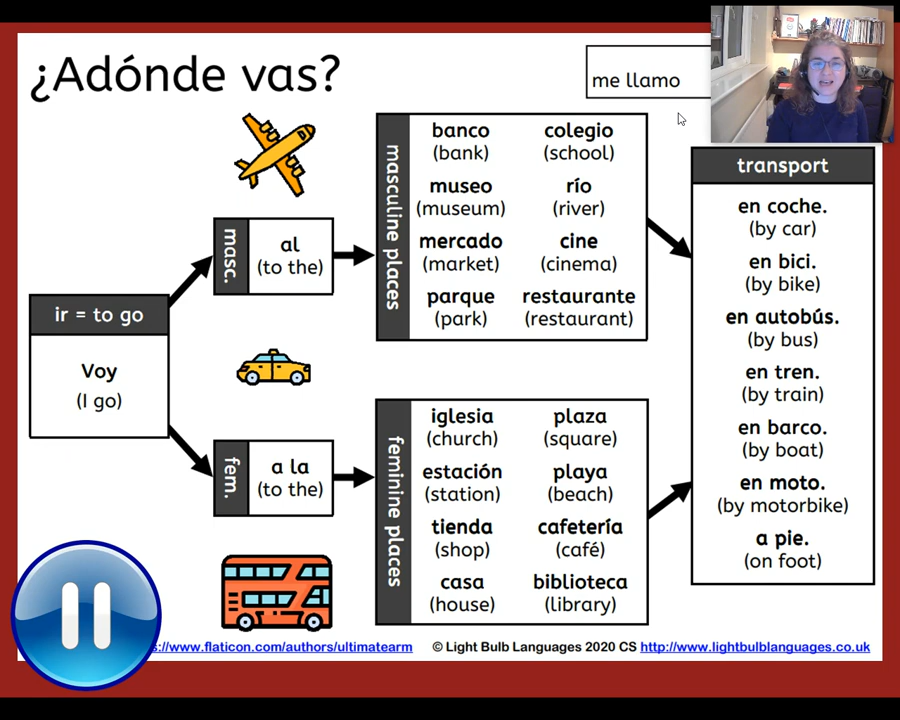 ¿Adónde vas?
me llamo
ir = to go
Voy
(I go)
masc.
al
(to the)
fem.
a la
(to the)
masculine places
banco
(bank)
colegio
(school)
museo
(museum)
río
(river)
mercado
(market)
cine
(cinema)
parque
(park)
restaurante
(restaurant)
feminine places
iglesia
(church)
plaza
(square)
estación
(station)
playa
(beach)
tienda
(shop)
cafetería
(café)
casa
(house)
biblioteca
(library)
transport
en coche.
(by car)
en bici.
(by bike)
en autobús.
(by bus)
en tren.
(by train)
en barco.
(by boat)
en moto.
(by motorbike)
a pie.
(on foot)
s://www.flaticon.com/authors/ultimatearm © Light Bulb Languages 2020 CS http://www.lightbulblanguages.co.uk